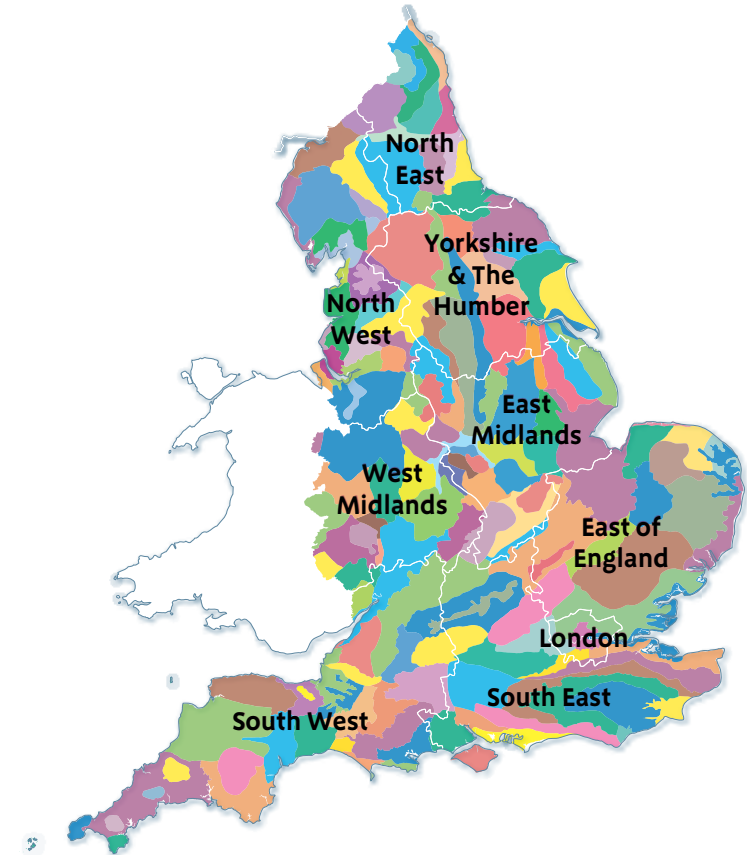 North
East
Yorkshire
& The
Humber
North
West
East
Midlands
West
Midlands
East of
England
London
South East
South West